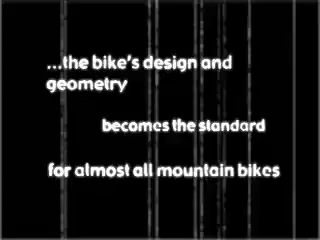 ...the bike's design and
geometry
becomes the standard
for almost all mountain bikes